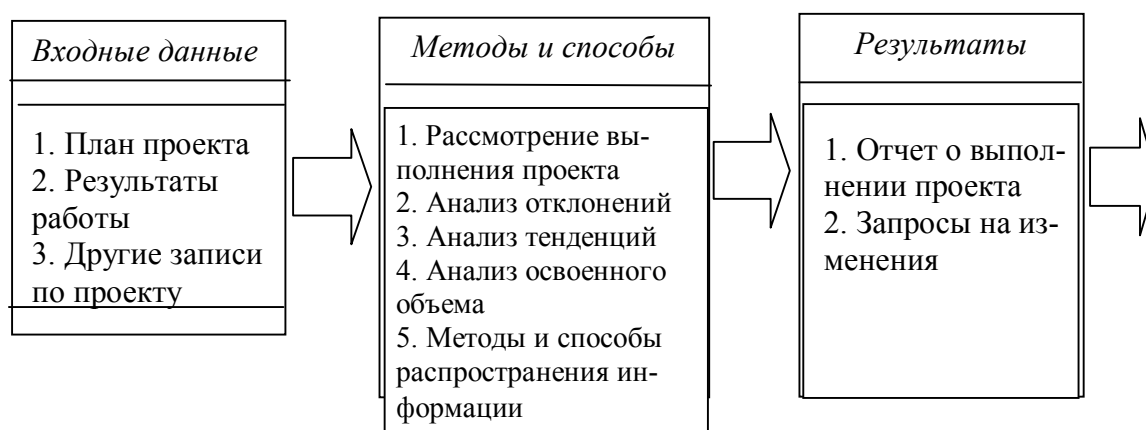 Входные данные
1. План проекта
2. Результаты
работы
3. Другие записи
по проекту
Методы и способы
1. Рассмотрение вы-
полнения проекта
2. Анализ отклонений
3. Анализ тенденций
4. Анализ освоенного
объема
5. Методы и способы
распространения ин-
формации
Результаты
1. Отчет о выпол-
нении проекта
2. Запросы на из-
менения